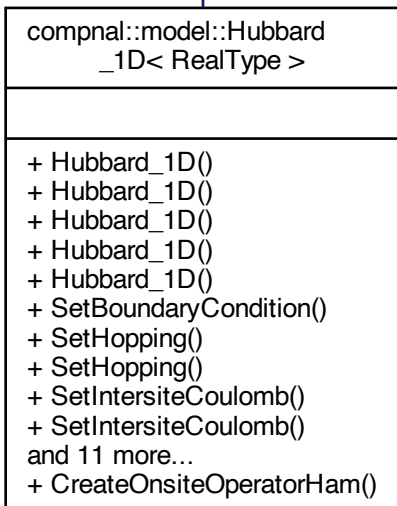 compnal::model::Hubbard
_1D< RealType >
+ Hubbard_1D()
+ Hubbard_1D()
+ Hubbard_1D()
+ Hubbard_1D()
+ Hubbard_1D()
+ SetBoundaryCondition()
+ SetHopping()
+ SetHopping()
+ SetIntersiteCoulomb()
+ SetIntersiteCoulomb()
and 11 more...
+ CreateOnsiteOperatorHam()